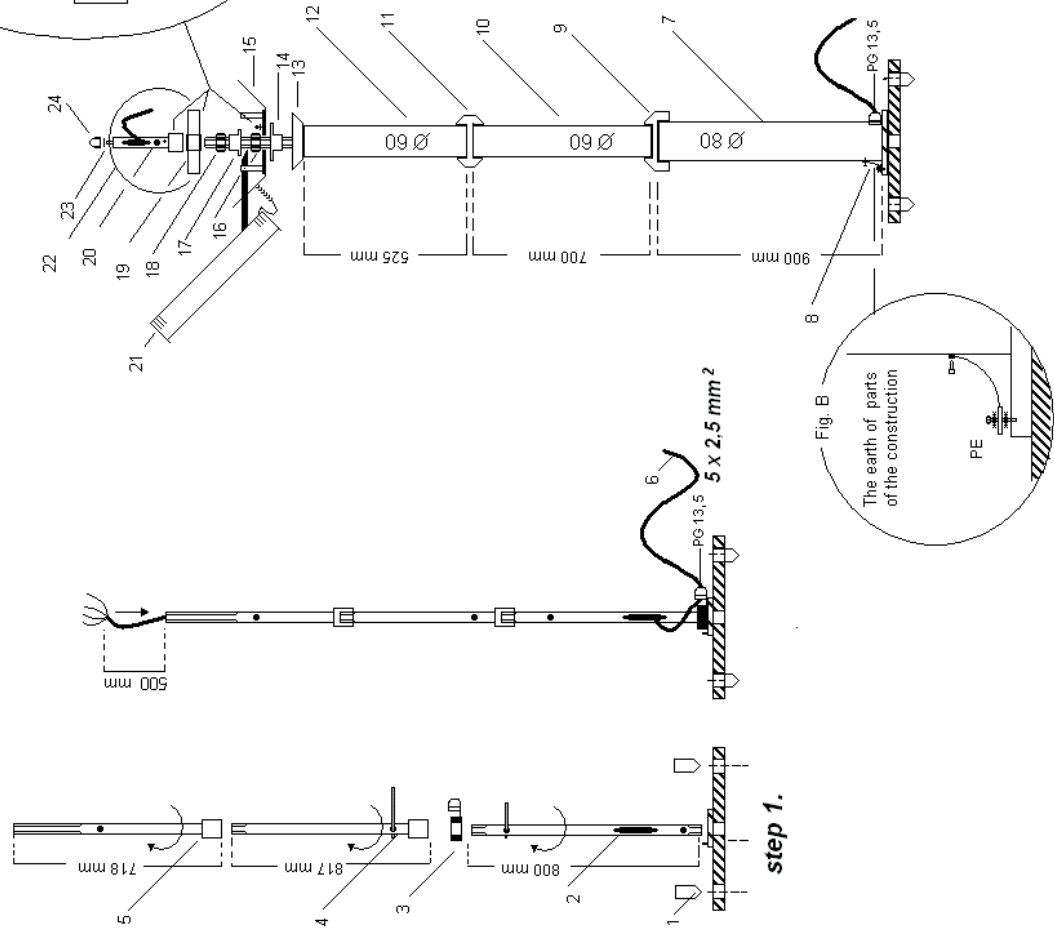 24
23
22
20
19
18
17
16
21
15
14
13
12
11
10
9
7
8
Ø 60
Ø 60
Ø 80
525 mm
700 mm
900 mm
PG 13,5
Fig. B
The earth of parts
of the construction
PE
500 mm
6
5 x 2,5 mm²
PG 13,5
718 mm
817 mm
800 mm
5
4
3
2
1
step 1.